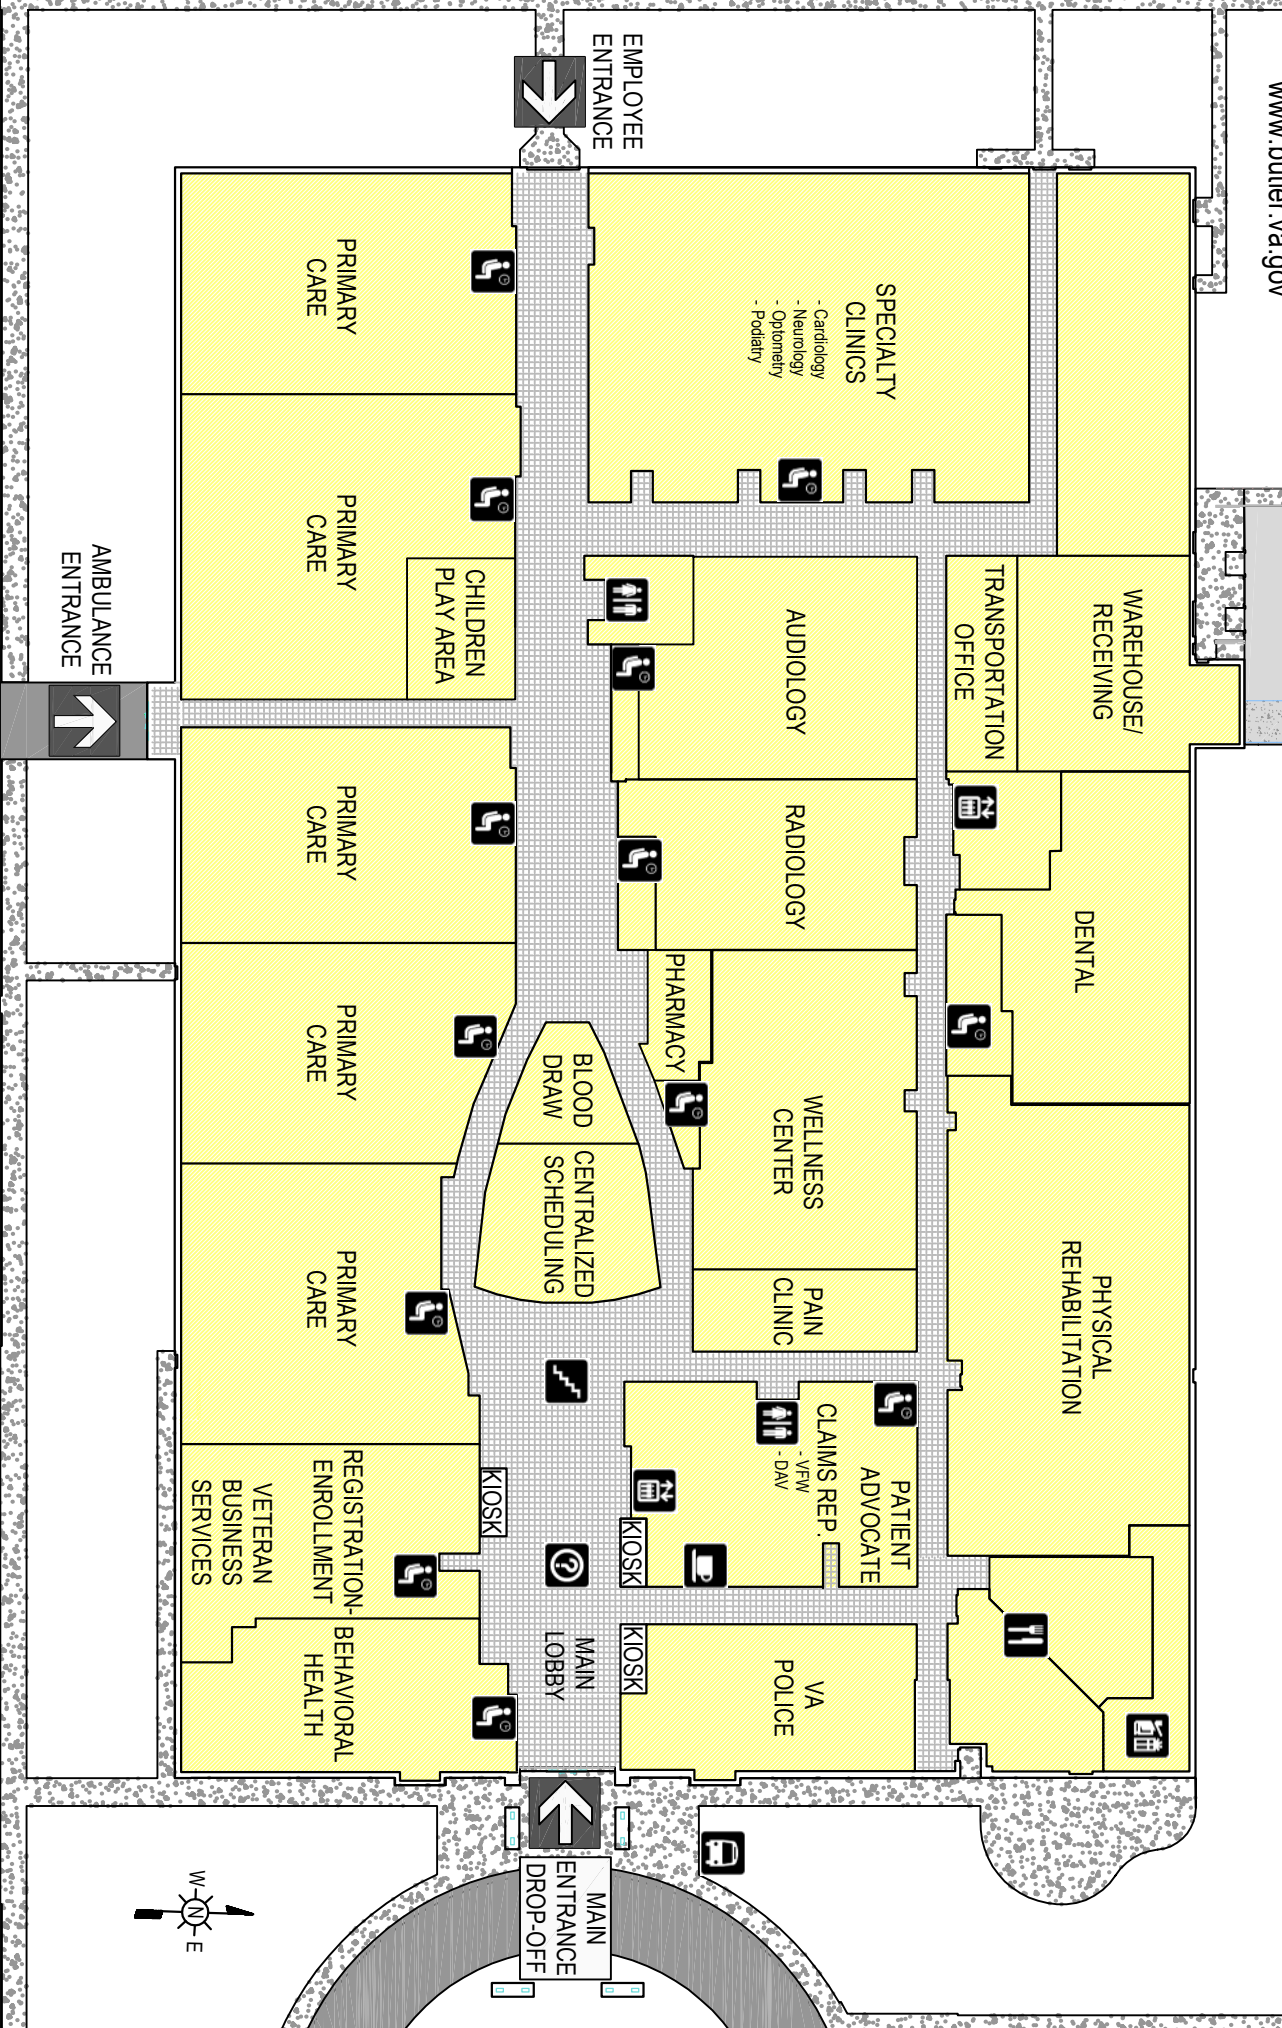 www.butler.va.gov
EMPLOYEE
ENTRANCE
PRIMARY
CARE
SPECIALTY
CLINICS
- Cardiology
- Neurology
- Optometry
- Podiatry
PRIMARY
CARE
CHILDREN
PLAY AREA
AMBULANCE
ENTRANCE
AUDIOLOGY
TRANSPORTATION
OFFICE
WAREHOUSE/
RECEIVING
PRIMARY
CARE
RADIOLOGY
DENTAL
PRIMARY
CARE
PHARMACY
BLOOD
DRAW
CENTRALIZED
SCHEDULING
WELLNESS
CENTER
PAIN
CLINIC
PHYSICAL
REHABILITATION
PRIMARY
CARE
REGISTRATION-
ENROLLMENT
VETERAN
BUSINESS
SERVICES
KIOSK
KIOSK
KIOSK
CLAIMS REP.
- VFW
- DAV
PATIENT
ADVOCATE
BEHAVIORAL
HEALTH
MAIN
LOBBY
VA
POLICE
MAIN
ENTRANCE
DROP-OFF
W
N
E